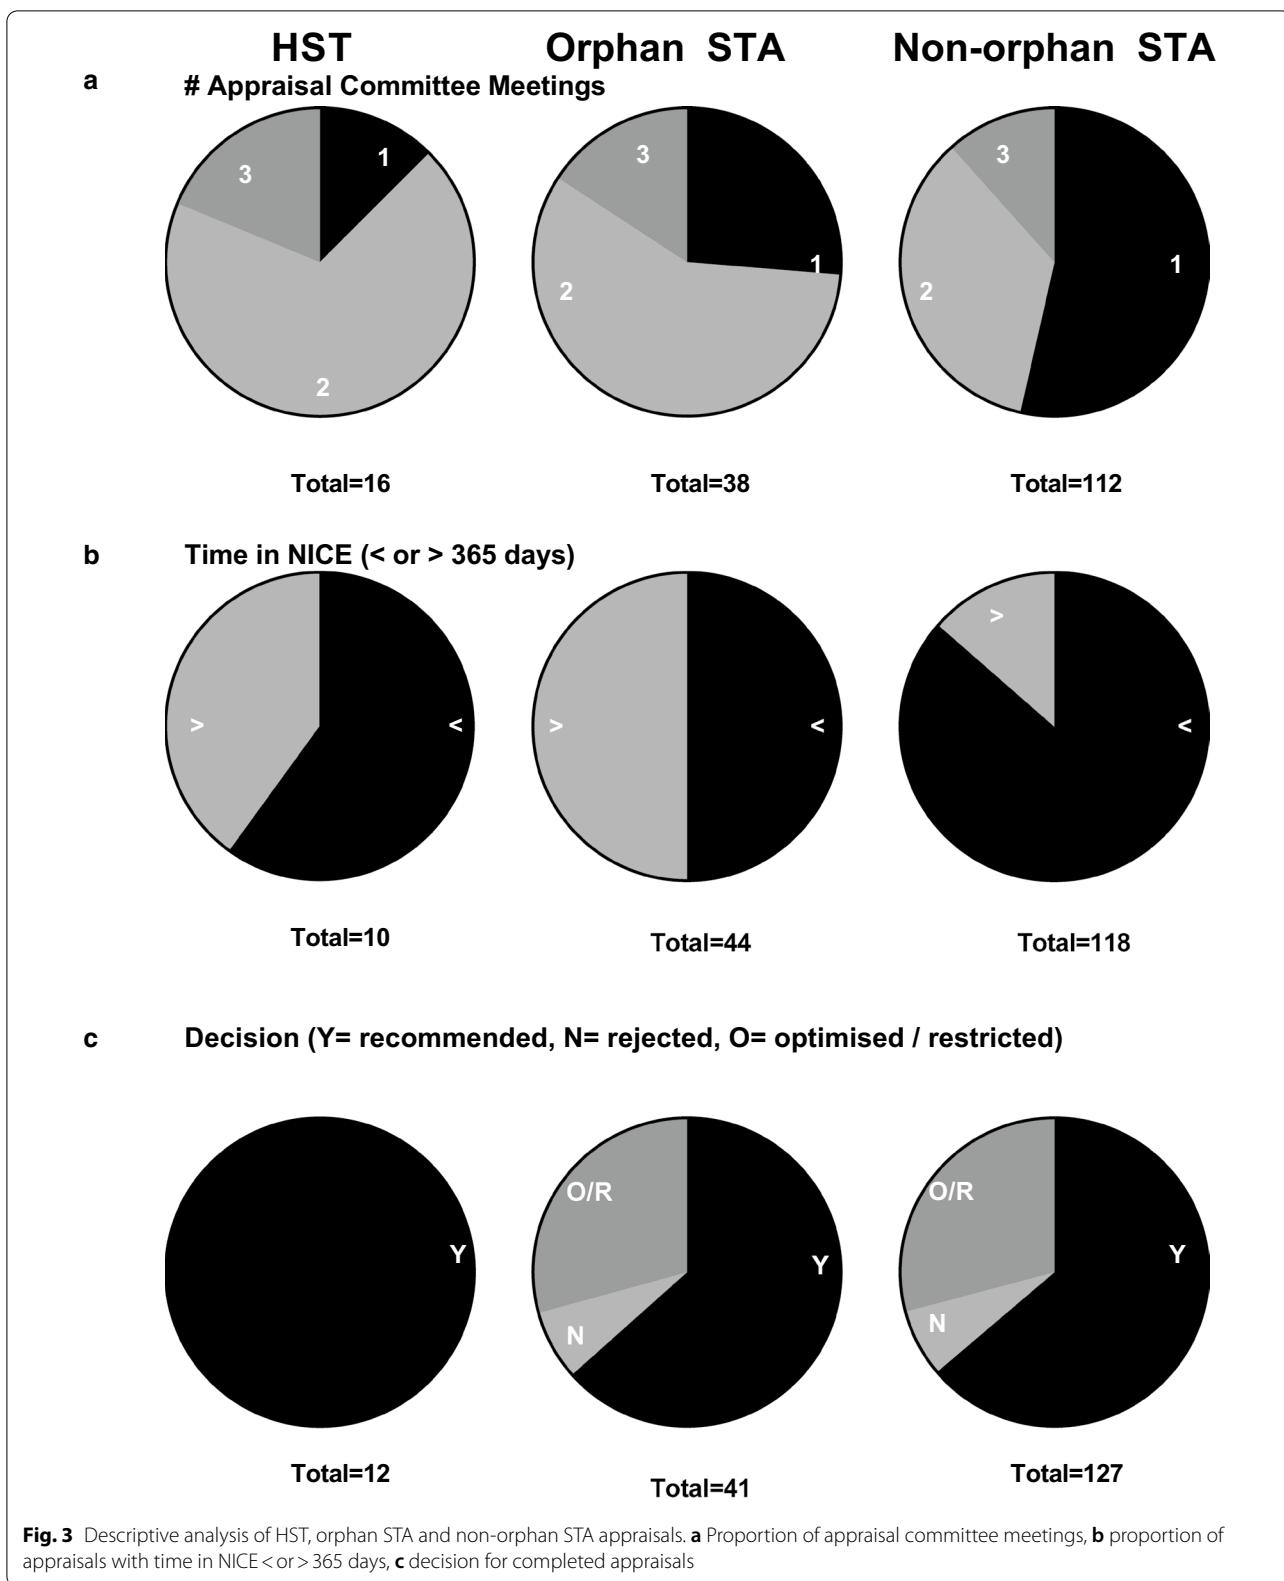 HST Orphan STA Non-orphan STA
a # Appraisal Committee Meetings
3 1 2
3 1 2
3 1 2
Total=16 Total=38 Total=112
b Time in NICE (< or > 365 days)
> <
> <
> <
Total=10 Total=44 Total=118
c Decision (Y= recommended, N= rejected, O= optimised / restricted)
Y
O/R Y N
O/R Y N
Total=12 Total=41 Total=127
Fig. 3 Descriptive analysis of HST, orphan STA and non-orphan STA appraisals. a Proportion of appraisal committee meetings, b proportion of
appraisals with time in NICE < or > 365 days, c decision for completed appraisals